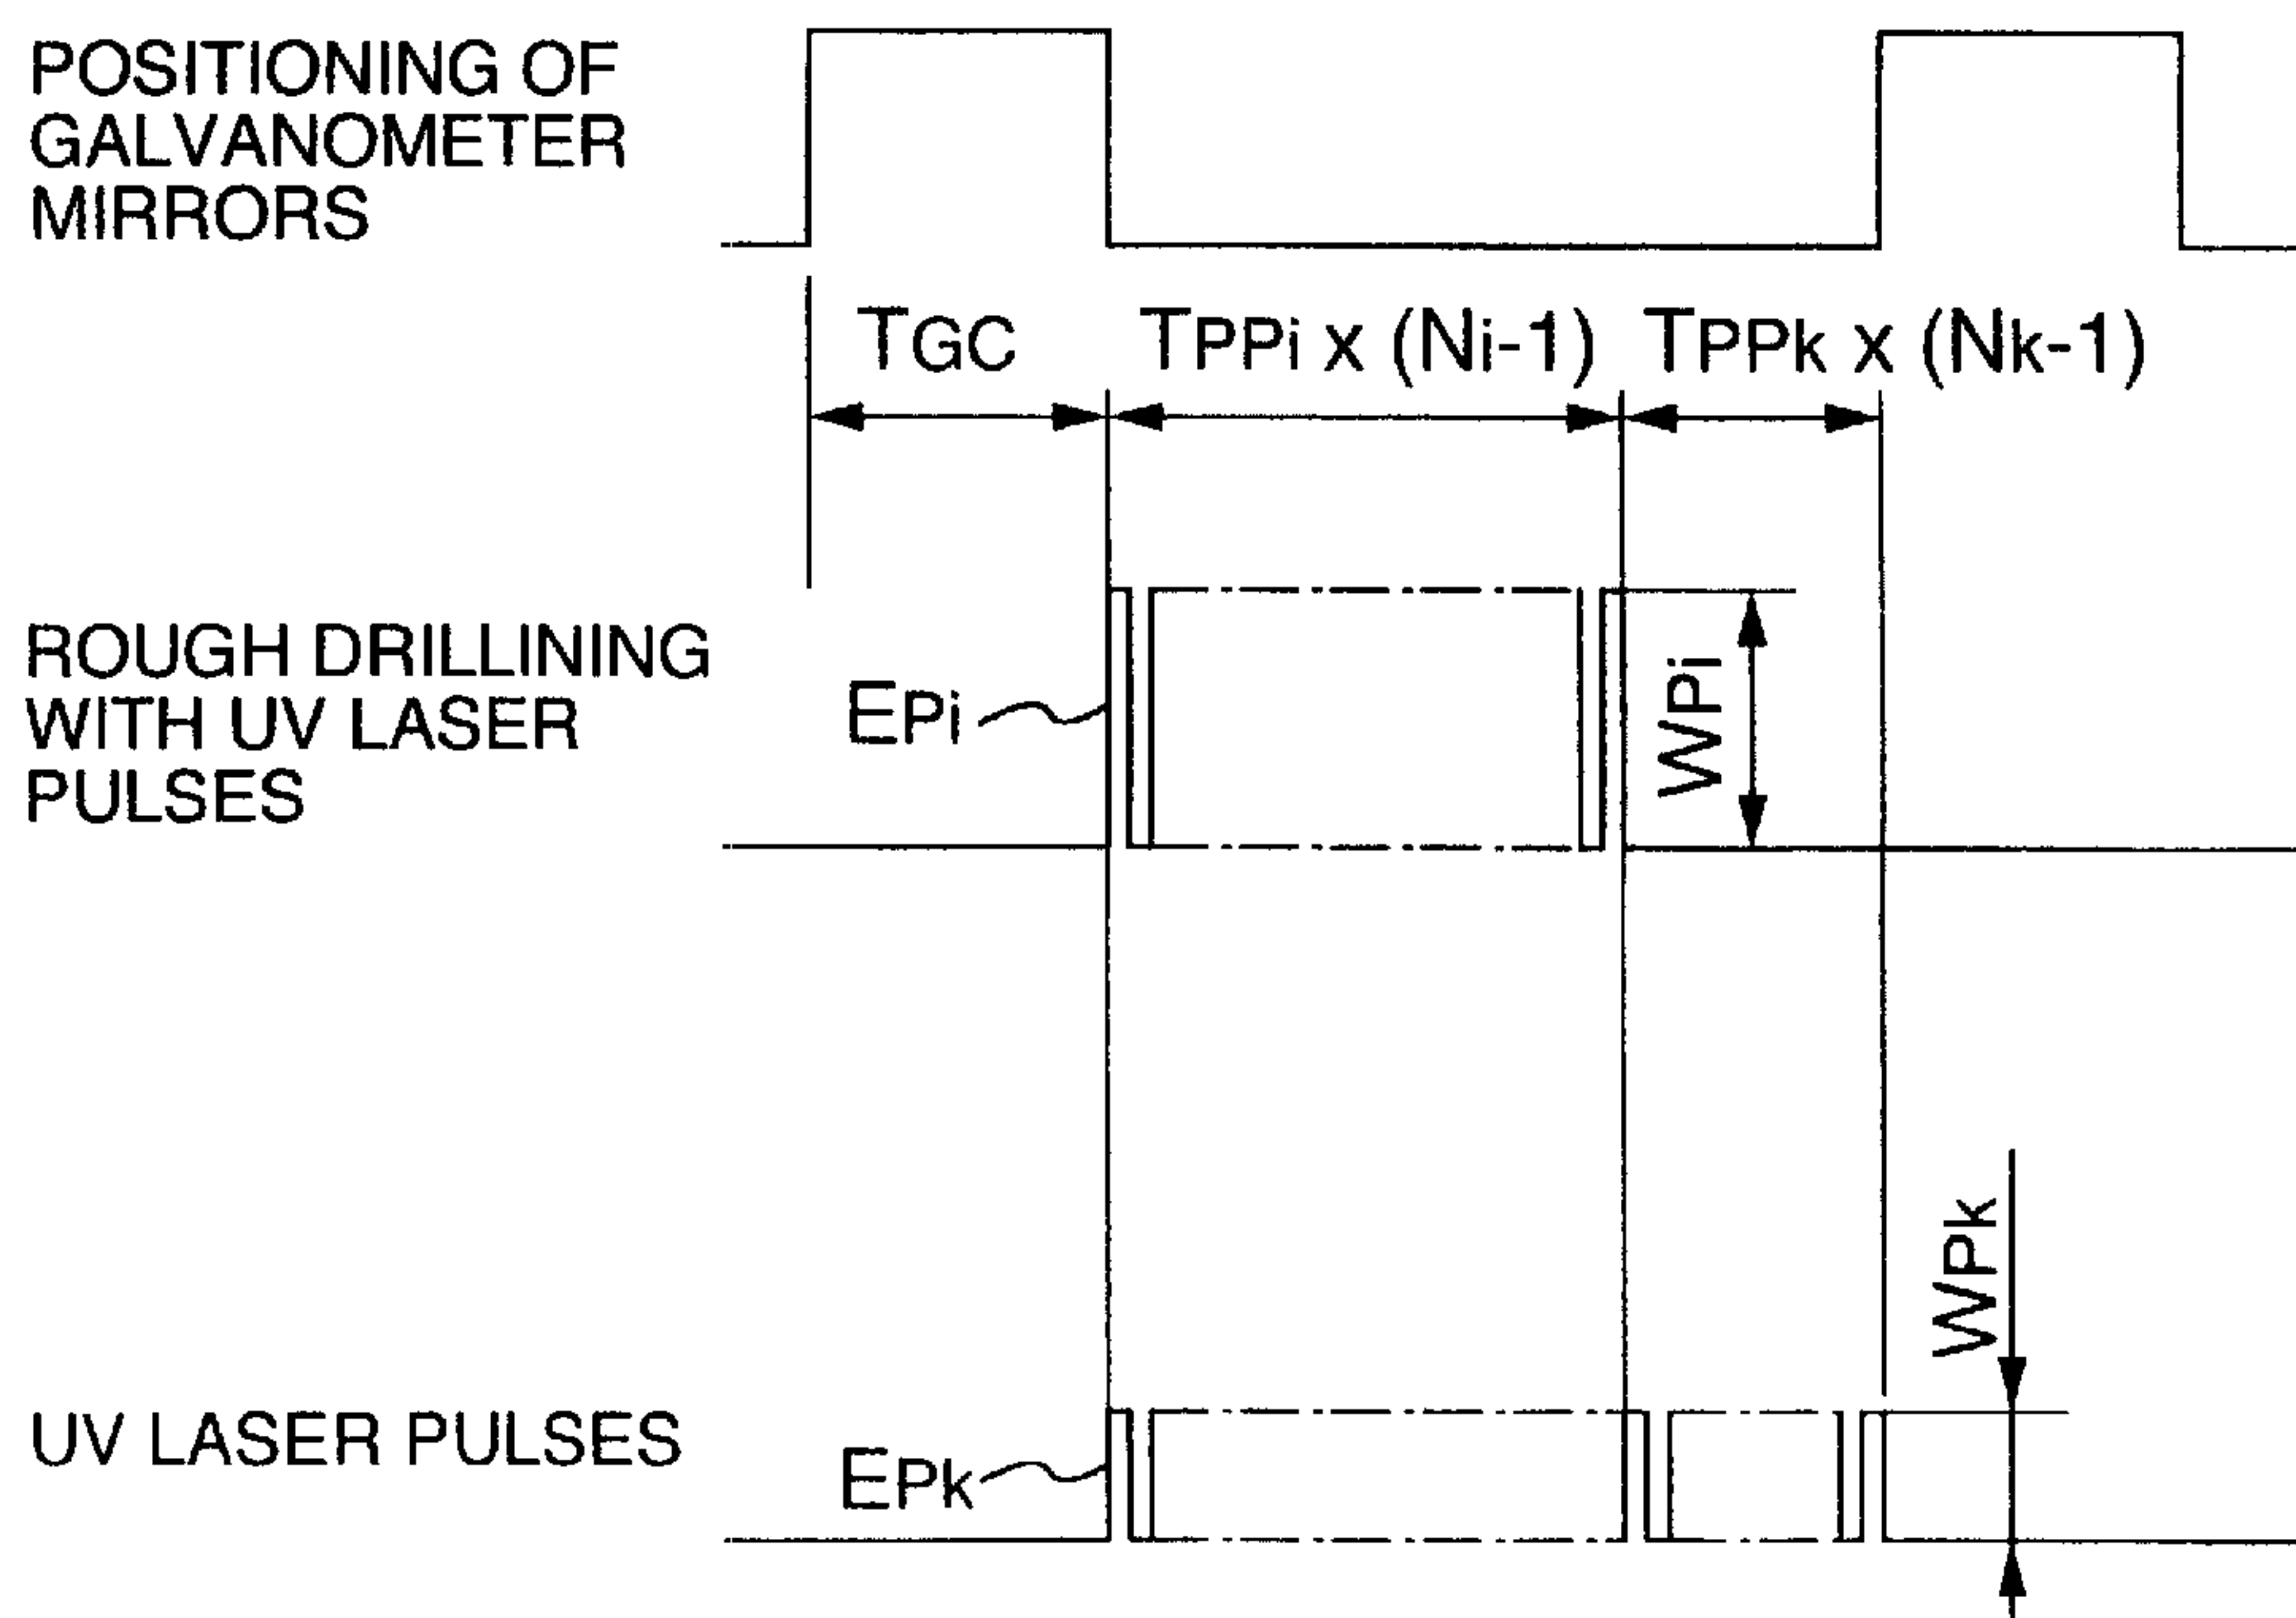 POSITIONING OF
GALVANOMETER
MIRRORS
TGC
TPPi x (Ni-1)
TPPk x (Nk-1)
ROUGH DRILLINING
WITH UV LASER
PULSES
EPi
WPi
WPk
UV LASER PULSES
EPk